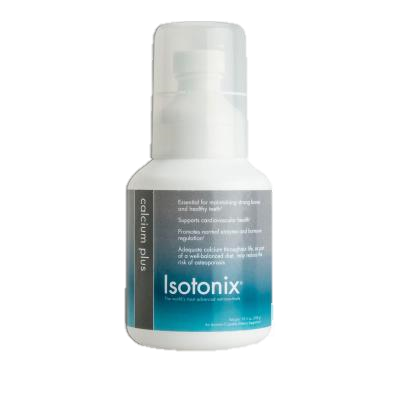 calcium plus
Essential for maintaining strong bones
and healthy teeth†
Supports cardiovascular health†
Promotes normal enzyme and hormone
regulation†
Adequate calcium throughout life, as part
of a well-balanced diet, may reduce the
risk of osteoporosis.
Isotonix®
The world's most advanced nutraceuticals